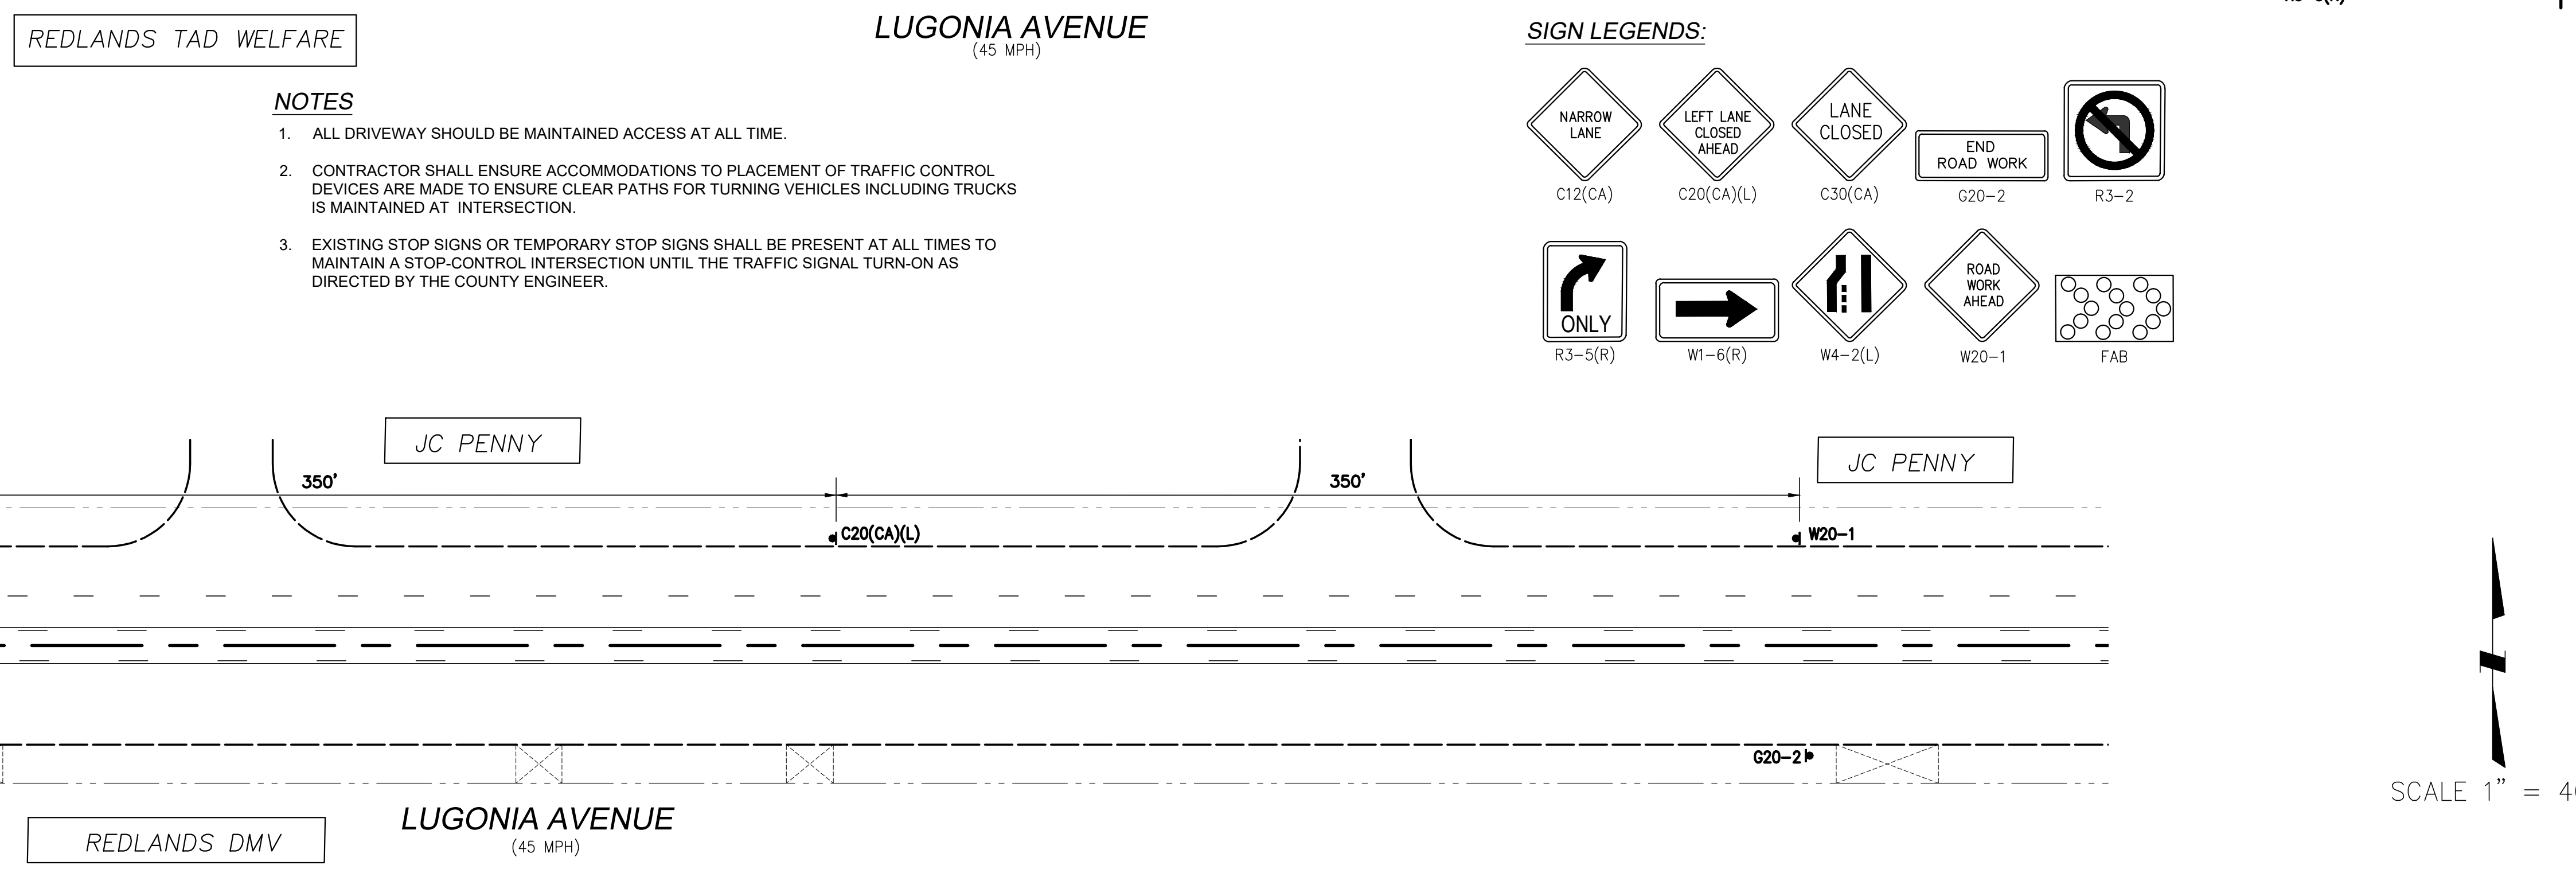 REDLANDS TAD WELFARE
LUGONIA AVENUE
(45 MPH)
NOTES
1. ALL DRIVEWAY SHOULD BE MAINTAINED ACCESS AT ALL TIME.
2. CONTRACTOR SHALL ENSURE ACCOMMODATIONS TO PLACEMENT OF TRAFFIC CONTROL
DEVICES ARE MADE TO ENSURE CLEAR PATHS FOR TURNING VEHICLES INCLUDING TRUCKS
IS MAINTAINED AT INTERSECTION.
3. EXISTING STOP SIGNS OR TEMPORARY STOP SIGNS SHALL BE PRESENT AT ALL TIMES TO
MAINTAIN A STOP-CONTROL INTERSECTION UNTIL THE TRAFFIC SIGNAL TURN-ON AS
DIRECTED BY THE COUNTY ENGINEER.
SIGN LEGENDS:
NARROW
LANE
C12(CA)
LEFT LANE
CLOSED
AHEAD
C20(CA)(L)
LANE
CLOSED
C30(CA)
END
ROAD WORK
G20-2
R3-2
ONLY
R3-5(R)
W1-6(R)
W4-2(L)
ROAD
WORK
AHEAD
W20-1
FAB
JC PENNY
JC PENNY
350'
350'
C20(CA)(L)
W20-1
G20-2
SCALE 1" =
LUGONIA AVENUE
(45 MPH)
REDLANDS DMV